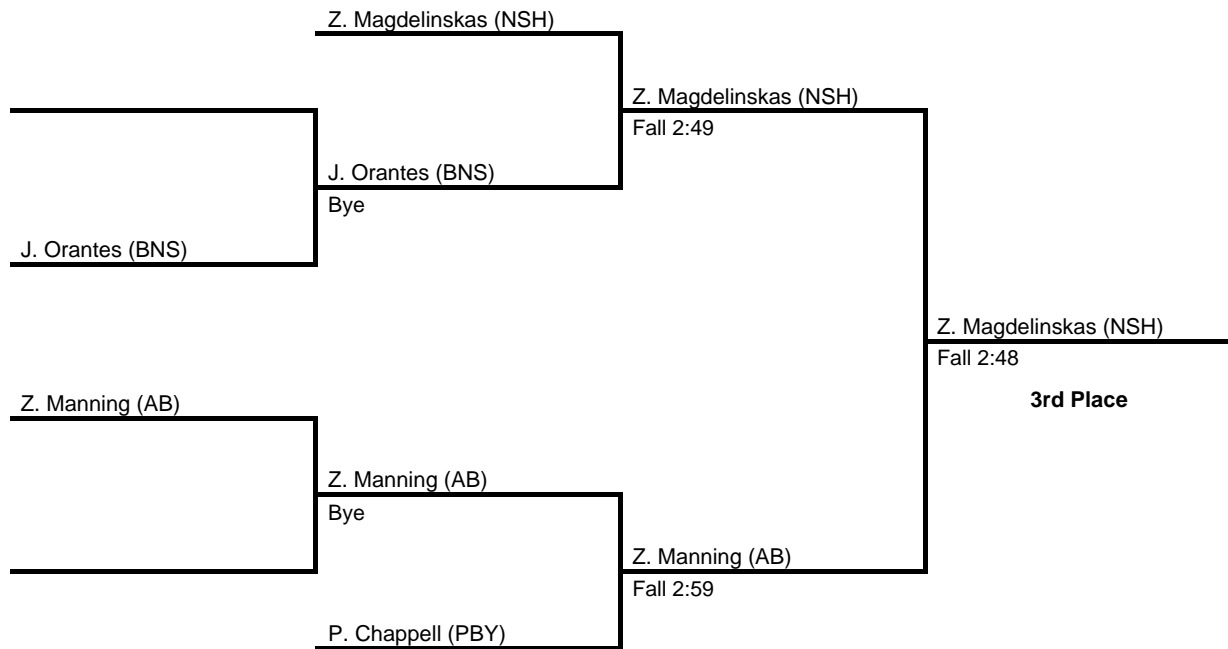 Z. Magdelinskas (NSH)
Z. Magdelinskas (NSH)
Fall 2:49
J. Orantes (BNS)
Bye
J. Orantes (BNS)
Z. Magdelinskas (NSH)
Fall 2:48
3rd Place
Z. Manning (AB)
Z. Manning (AB)
Bye
Z. Manning (AB)
Fall 2:59
P. Chappell (PBY)